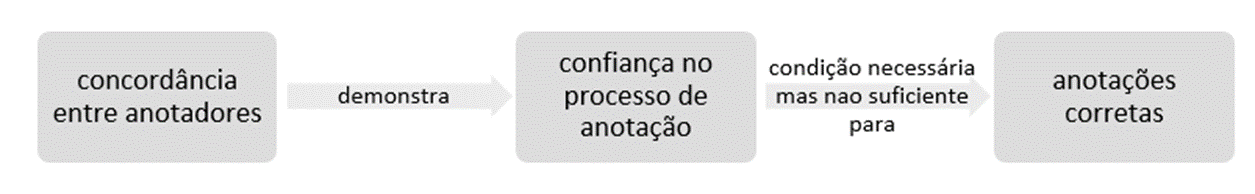 concordância
entre anotadores
demonstra
confiança no
processo de
anotação
condição necessária
mas nao suficiente
para
anotações
corretas